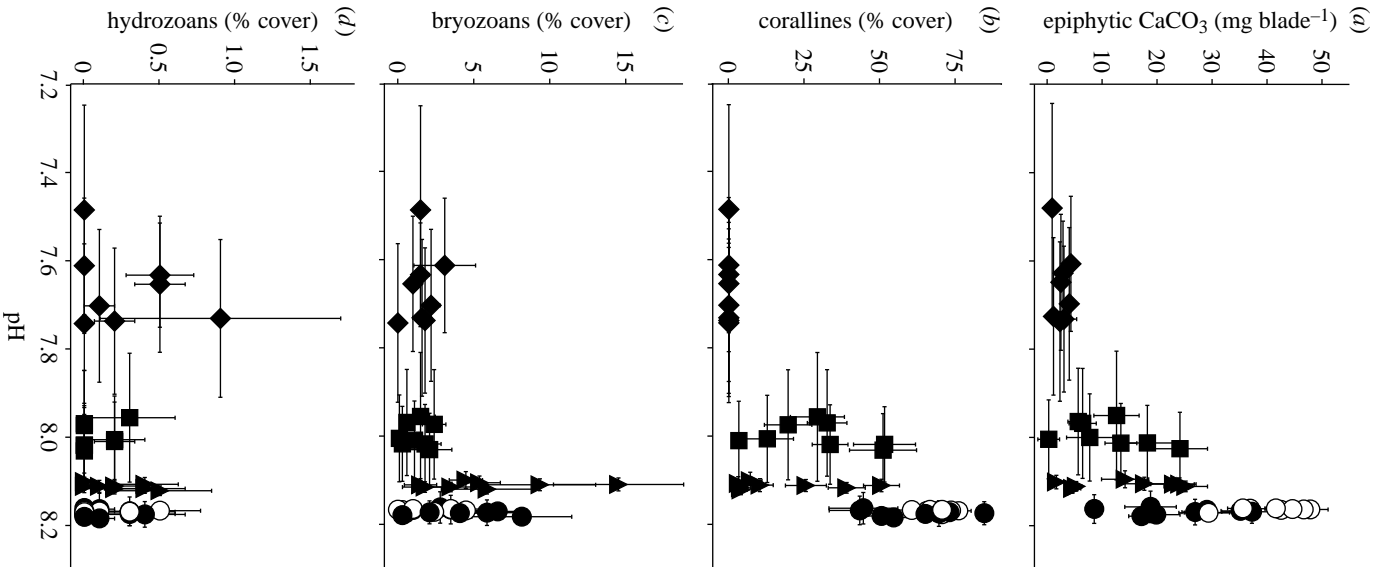 (a)
epiphytic CaCO₃ (mg blade⁻¹)
0 10 20 30 40 50
(b)
corallines (% cover)
0 25 50 75
(c)
bryozoans (% cover)
0 5 10 15
(d)
hydrozoans (% cover)
0 0.5 1.0 1.5
7.2 7.4 7.6 7.8 8.0 8.2
pH